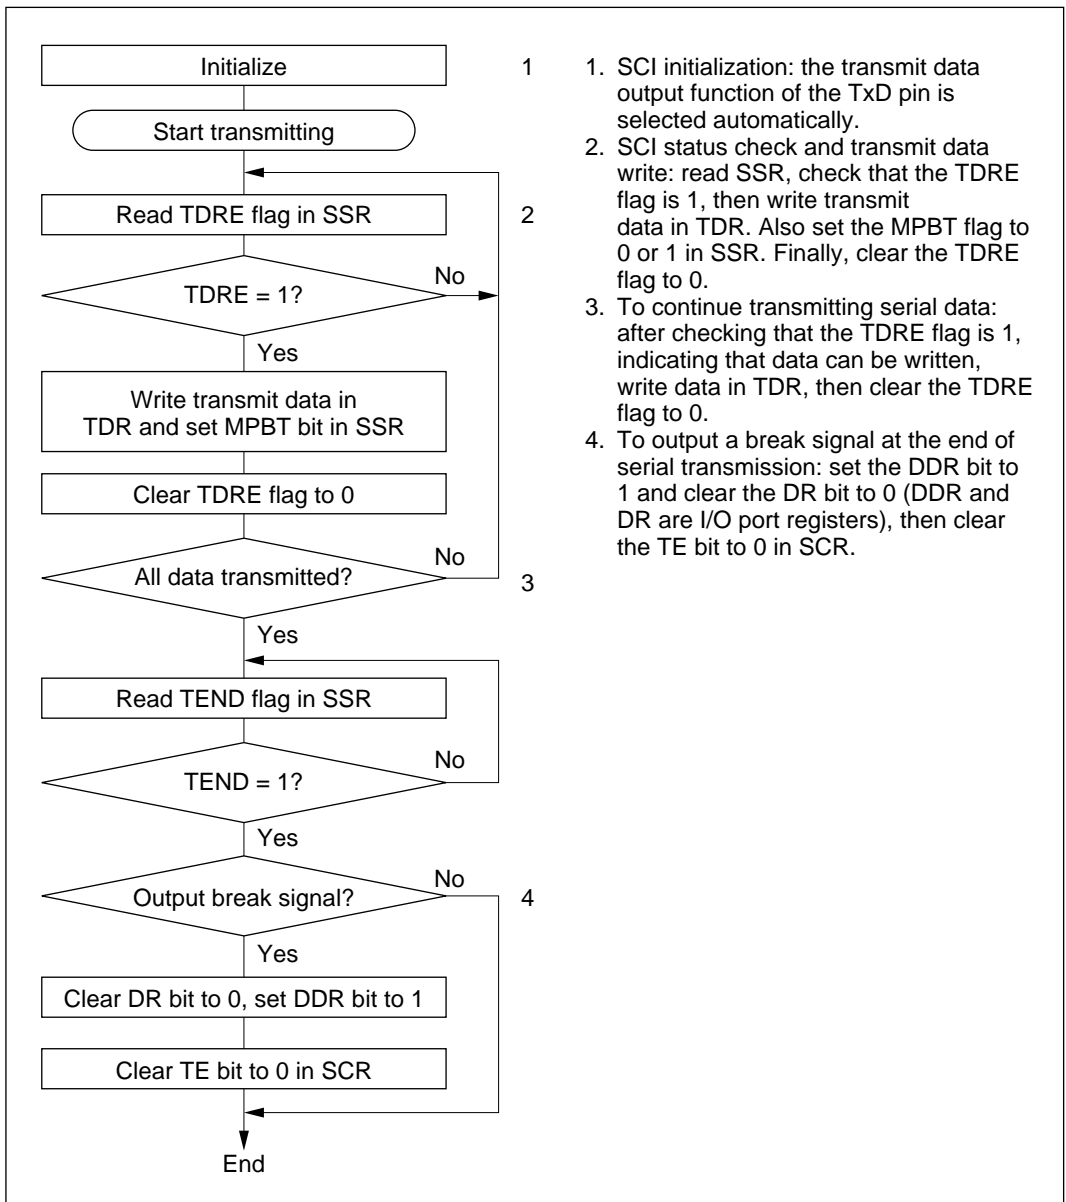 Initialize
1
Start transmitting
Read TDRE flag in SSR
2
TDRE = 1?
No
Yes
Write transmit data in
TDR and set MPBT bit in SSR
Clear TDRE flag to 0
All data transmitted?
No
3
Yes
Read TEND flag in SSR
TEND = 1?
No
Yes
Output break signal?
No
4
Yes
Clear DR bit to 0, set DDR bit to 1
Clear TE bit to 0 in SCR
End
1. SCI initialization: the transmit data
output function of the TxD pin is
selected automatically.
2. SCI status check and transmit data
write: read SSR, check that the TDRE
flag is 1, then write transmit
data in TDR. Also set the MPBT flag to
0 or 1 in SSR. Finally, clear the TDRE
flag to 0.
3. To continue transmitting serial data:
after checking that the TDRE flag is 1,
indicating that data can be written,
write data in TDR, then clear the TDRE
flag to 0.
4. To output a break signal at the end of
serial transmission: set the DDR bit to
1 and clear the DR bit to 0 (DDR and
DR are I/O port registers), then clear
the TE bit to 0 in SCR.